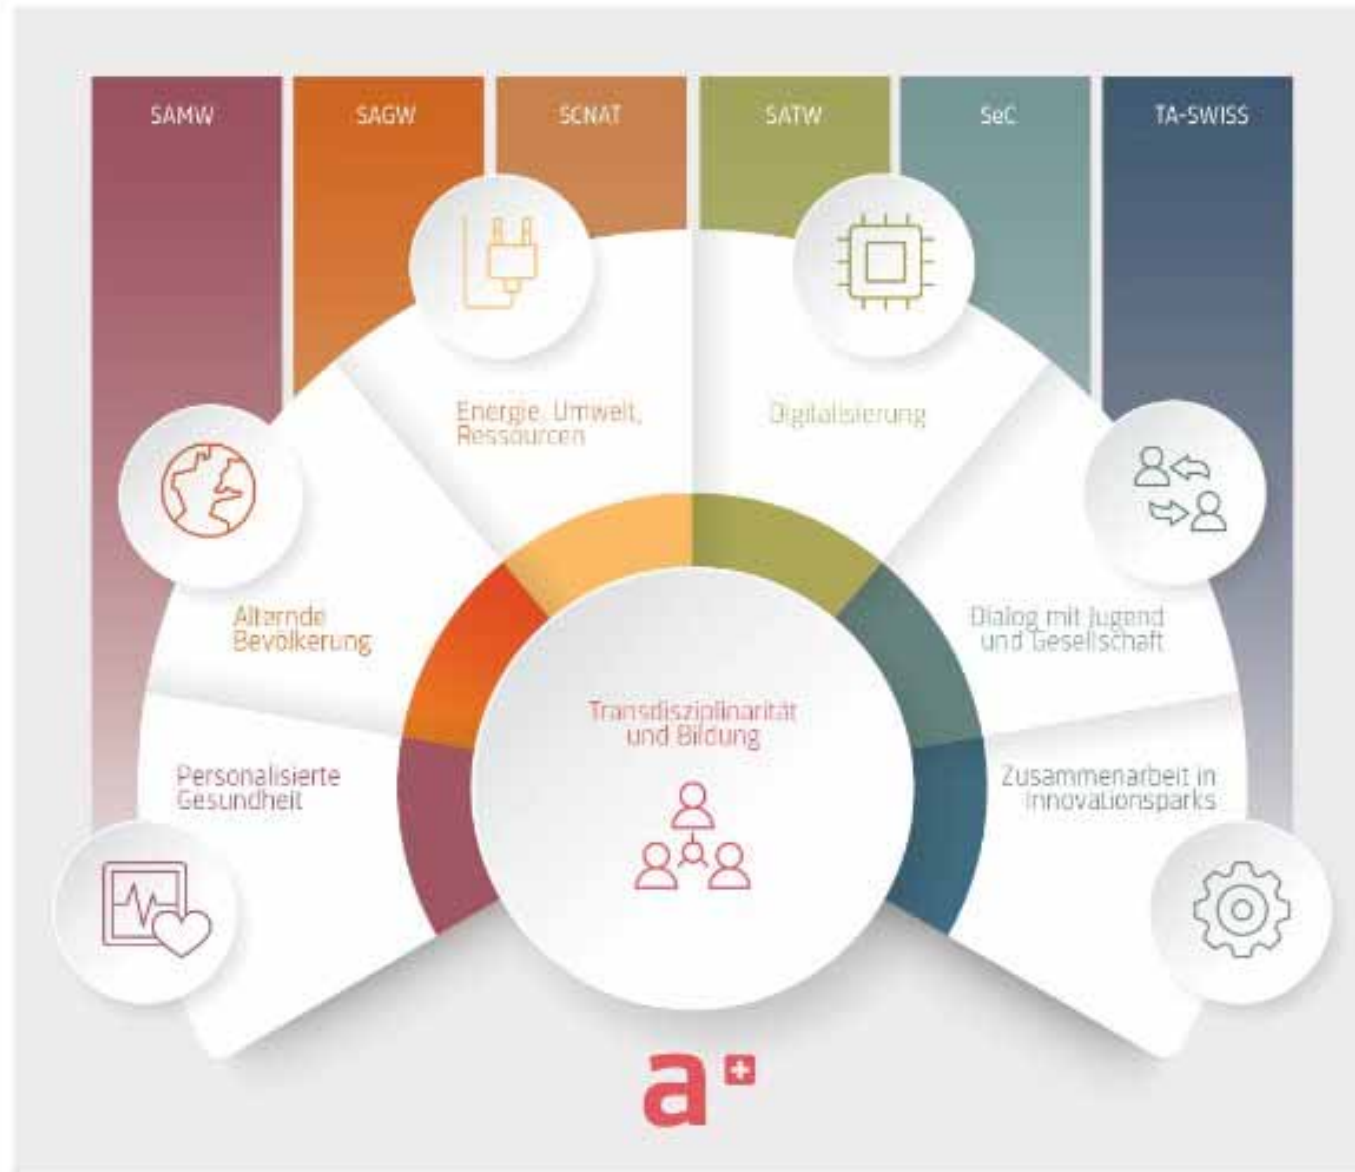 SAMW
SAGW
SCNAT
SATW
SeC
TA-SWISS
Energie, Umwelt,
Ressourcen
Digitalisierung
Alternde
Bevölkerung
Dialog mit Jugend
und Gesellschaft
Transdisziplinarität
und Bildung
Personalisierte
Gesundheit
Zusammenarbeit in
Innovationsparks
a+